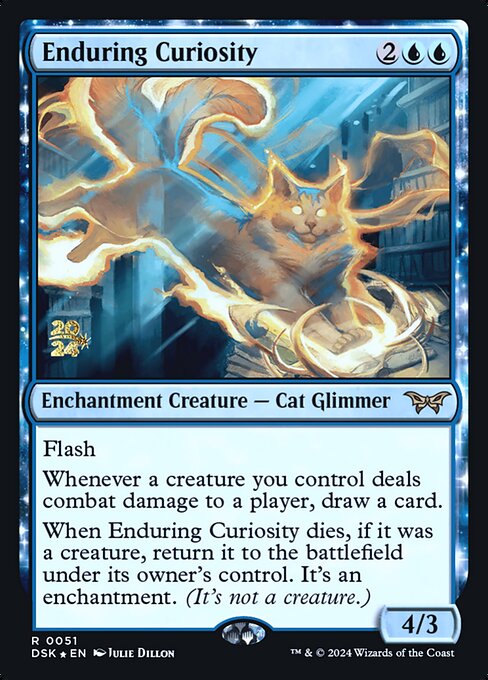 Enduring Curiosity 2
20
24
Enchantment Creature — Cat Glimmer
Flash
Whenever a creature you control deals
combat damage to a player, draw a card.
When Enduring Curiosity dies, if it was
a creature, return it to the battlefield
under its owner's control. It's an
enchantment. (It's not a creature.)
4/3
R 0051
DSK ★ EN Julie Dillon
™ & © 2024 Wizards of the Coast